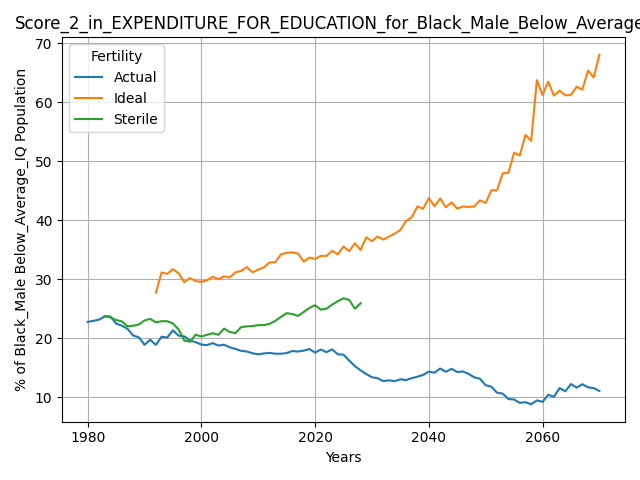 Score_2_in_EXPENDITURE_FOR_EDUCATION_for_Black_Male_Below_Average
% of Black_Male Below_Average_IQ Population
70
60
50
40
30
20
10
Fertility
Actual
Ideal
Sterile
1980
2000
2020
2040
2060
Years